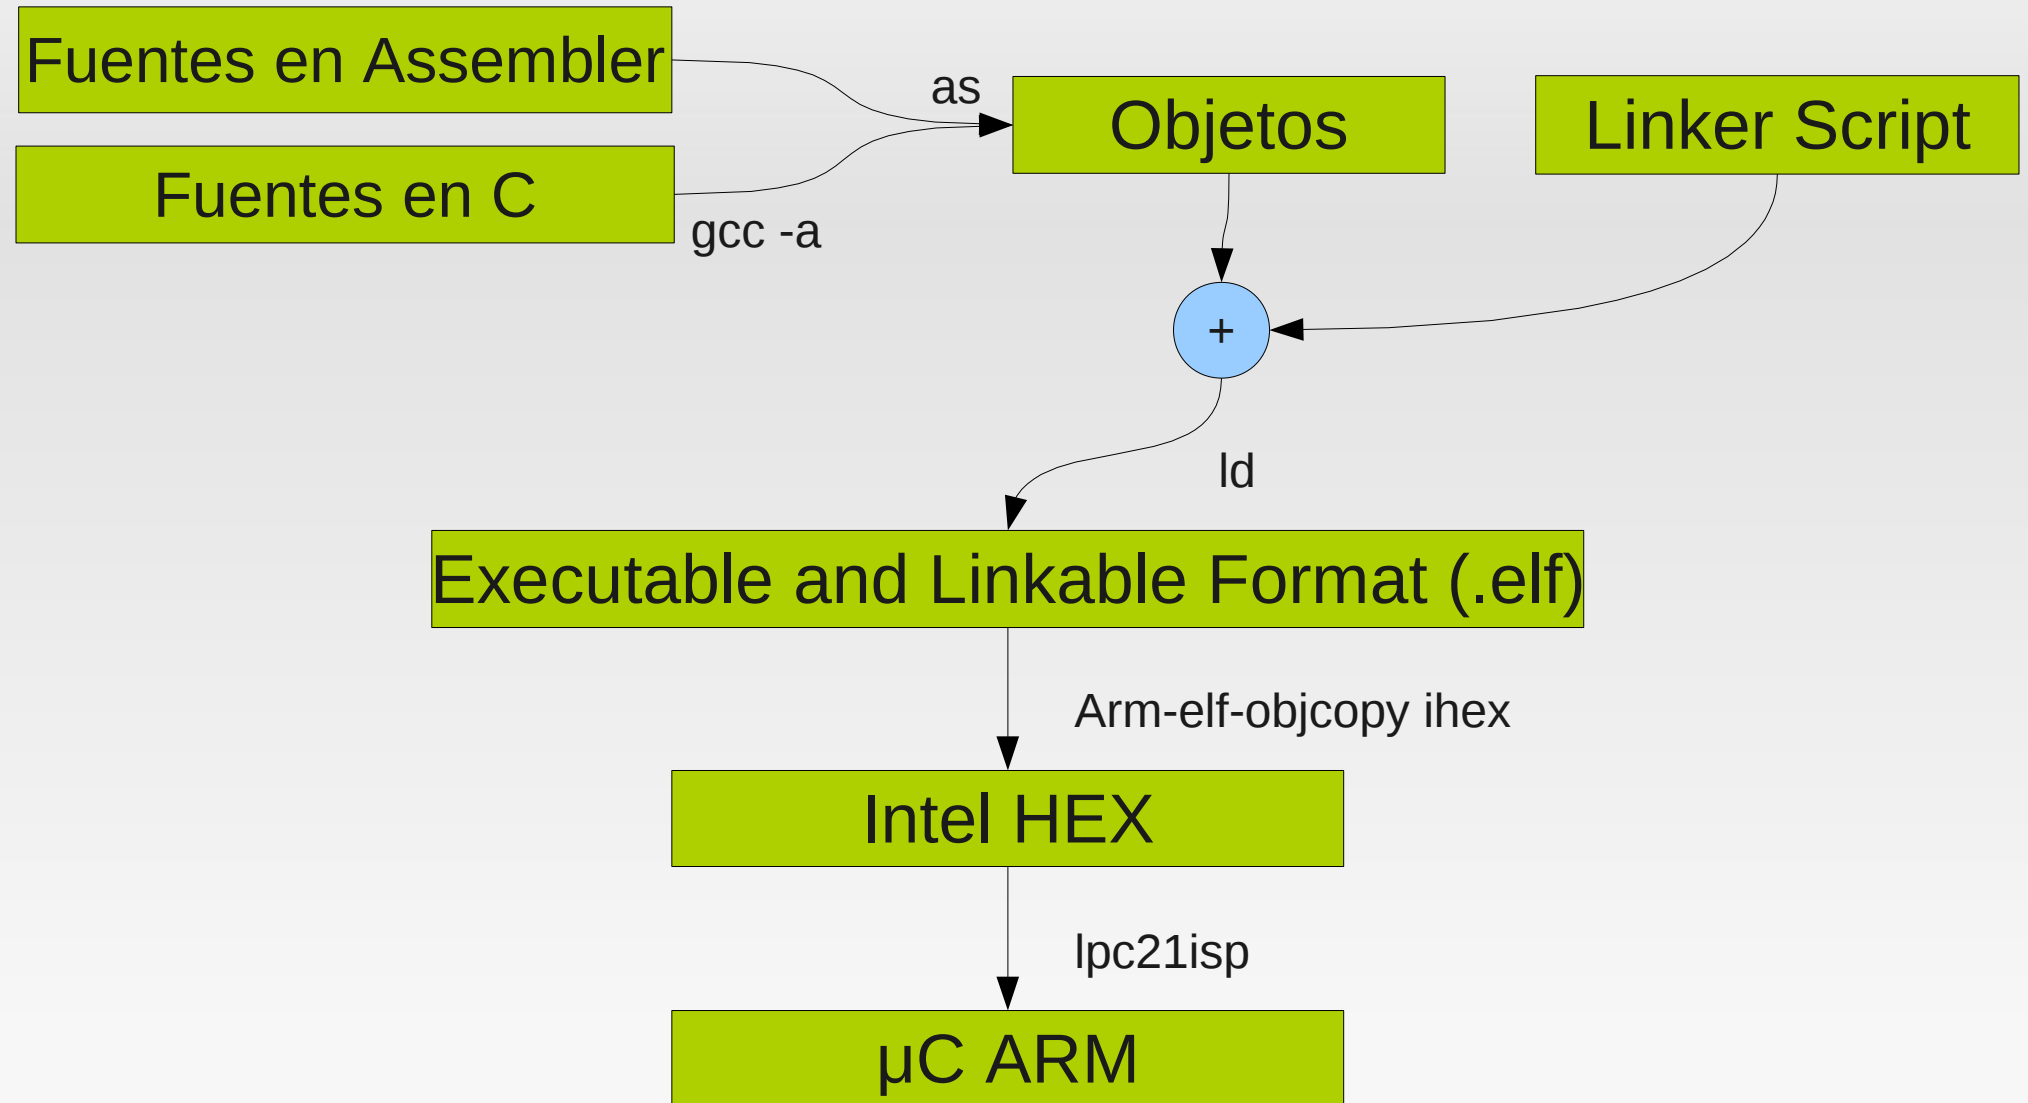 Fuentes en Assembler
as
Objetos
Linker Script
Fuentes en C
gcc -a
+
ld
Executable and Linkable Format (.elf)
Arm-elf-objcopy ihex
Intel HEX
lpc21isp
μC ARM